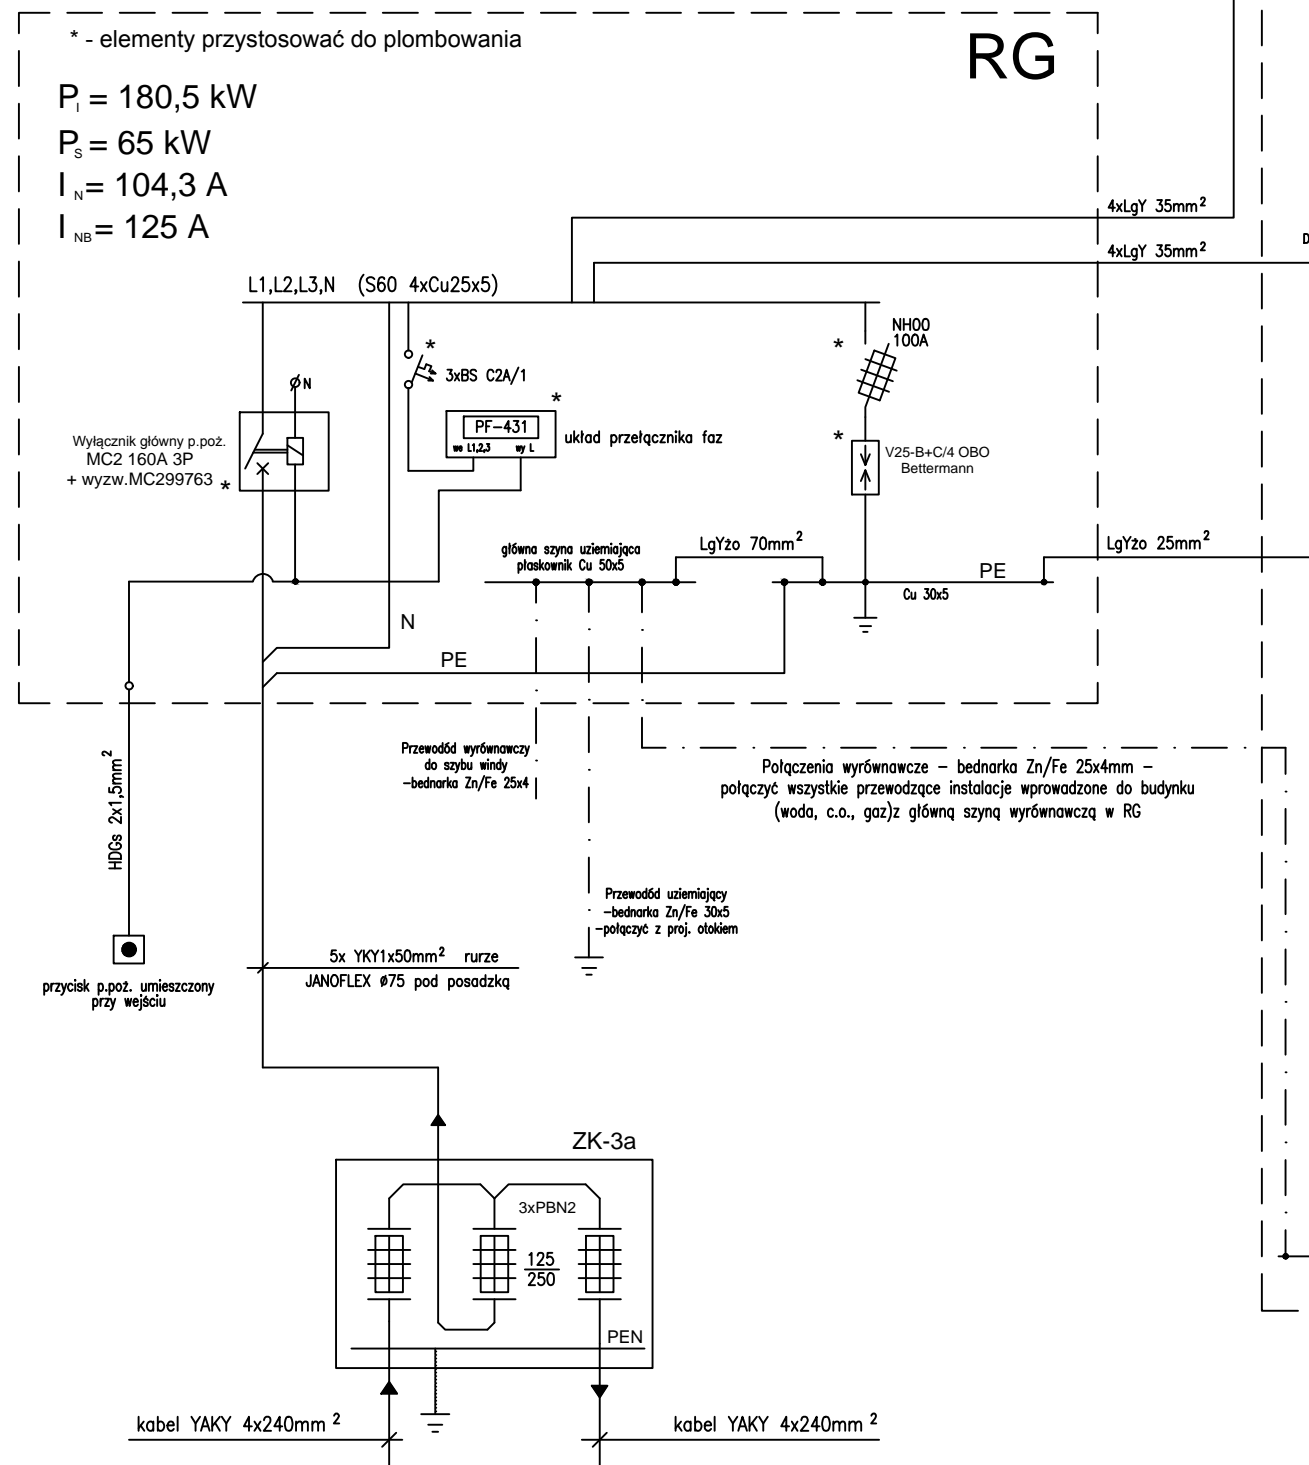 * - elementy przystosować do plombowania
RG
P_I = 180,5 kW
P_S = 65 kW
I_N = 104,3 A
I_NB = 125 A
4xLgY 35mm²
4xLgY 35mm²
D
L1,L2,L3,N (S60 4xCu25x5)
NH00
100A
*
*
3xBS C2A/1
N
*
PF-431
we L1,2,3 wy L
układ przełącznika faz
Wyłącznik główny p.poż.
MC2 160A 3P
+ wyzw.MC299763
*
*
V25-B+C/4 OBO
Bettermann
główna szyna uziemiająca
płaskownik Cu 50x5
LgYżo 70mm²
LgYżo 25mm²
PE
Cu 30x5
N
PE
HDGs 2x1,5mm²
Przewodód wyrównawczy
do szybu windy
-bednarka Zn/Fe 25x4
Połączenia wyrównawcze - bednarka Zn/Fe 25x4mm -
połączyć wszystkie przewodzące instalacje wprowadzone do budynku
(woda, c.o., gaz)z główną szyną wyrównawczą w RG
Przewodód uziemiający
-bednarka Zn/Fe 30x5
-połączyć z proj. otokiem
przycisk p.poż. umieszczony
przy wejściu
5x YKY1x50mm² rurze
JANOFLEX ø75 pod posadzką
ZK-3a
3xPBN2
125
250
PEN
kabel YAKY 4x240mm²
kabel YAKY 4x240mm²